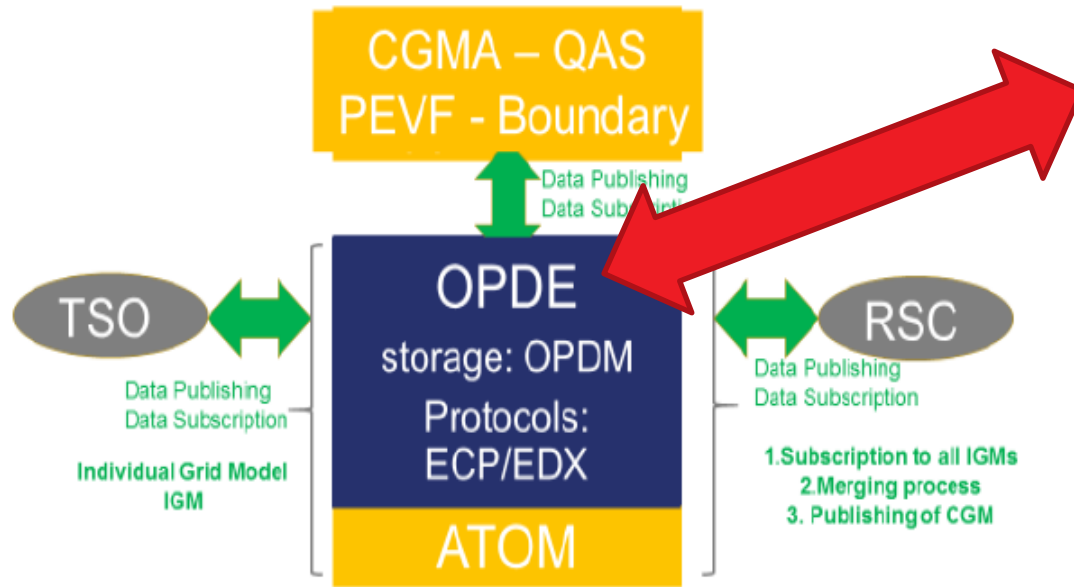 CGMA – QAS
PEVF - Boundary
Data Publishing
Data
OPDE
storage: OPDM
Protocols:
ECP/EDX
ATOM
TSO
Data Publishing
Data Subscription
Individual Grid Model
IGM
RSC
Data Publishing
Data Subscription
1.Subscription to all IGMs
2.Merging process
3. Publishing of CGM